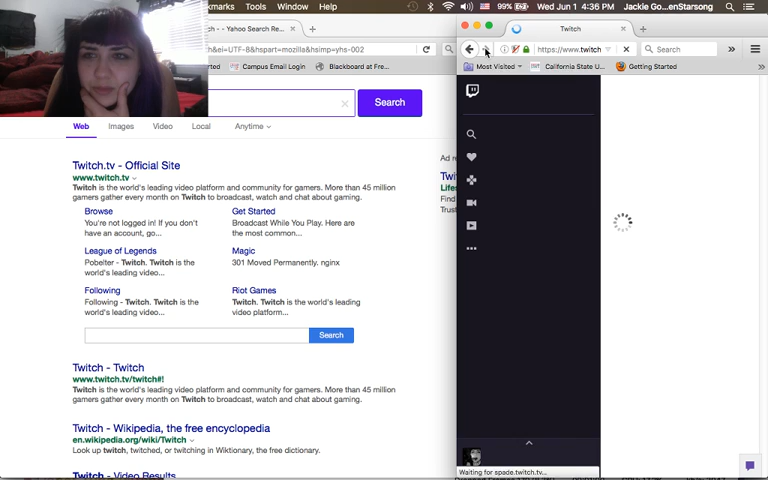 okmarks Tools Window 99% Wed Jun 1 4:36 PM Jackie Go...enStarsong
- - Yahoo Search Re... Twitch
&ei=UTF-8&hspart=mozilla&hsimp=yhs-002 https://www.twitch Search
Campus Email Login Blackboard at Fre... Most Visited California State U... Getting Started
Search
Web Images Video Local Anytime
Twitch.tv - Official Site
www.twitch.tv
Twitch is the world's leading video platform and community for gamers. More than 45 million
gamers gather every month on Twitch to broadcast, watch and chat about gaming.
Browse Get Started
You're not logged in! If you don't Broadcast While You Play. Here are
have an account, go... the most common...
League of Legends Magic
Pobelter - Twitch. Twitch is the 301 Moved Permanently. nginx
world's leading video...
Following Riot Games
Following - Twitch. Twitch is the Twitch. Twitch is the world's leading
world's leading video... video platform...
Search
Twitch - Twitch
www.twitch.tv/twitch#!
Twitch is the world's leading video platform and community for gamers. More than 45 million
gamers gather every month on Twitch to broadcast, watch and chat about gaming.
Twitch - Wikipedia, the free encyclopedia
en.wikipedia.org/wiki/Twitch
Look up twitch, twitched, or twitching in Wiktionary, the free dictionary.
Twitch - Video Results
Ad re
Twi
Lifes
Find
Portr
Waiting for spade.twitch.tv...